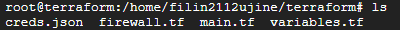 root@terraform:/home/filin2112ujine/terraform# ls
creds.json  firewall.tf  main.tf  variables.tf